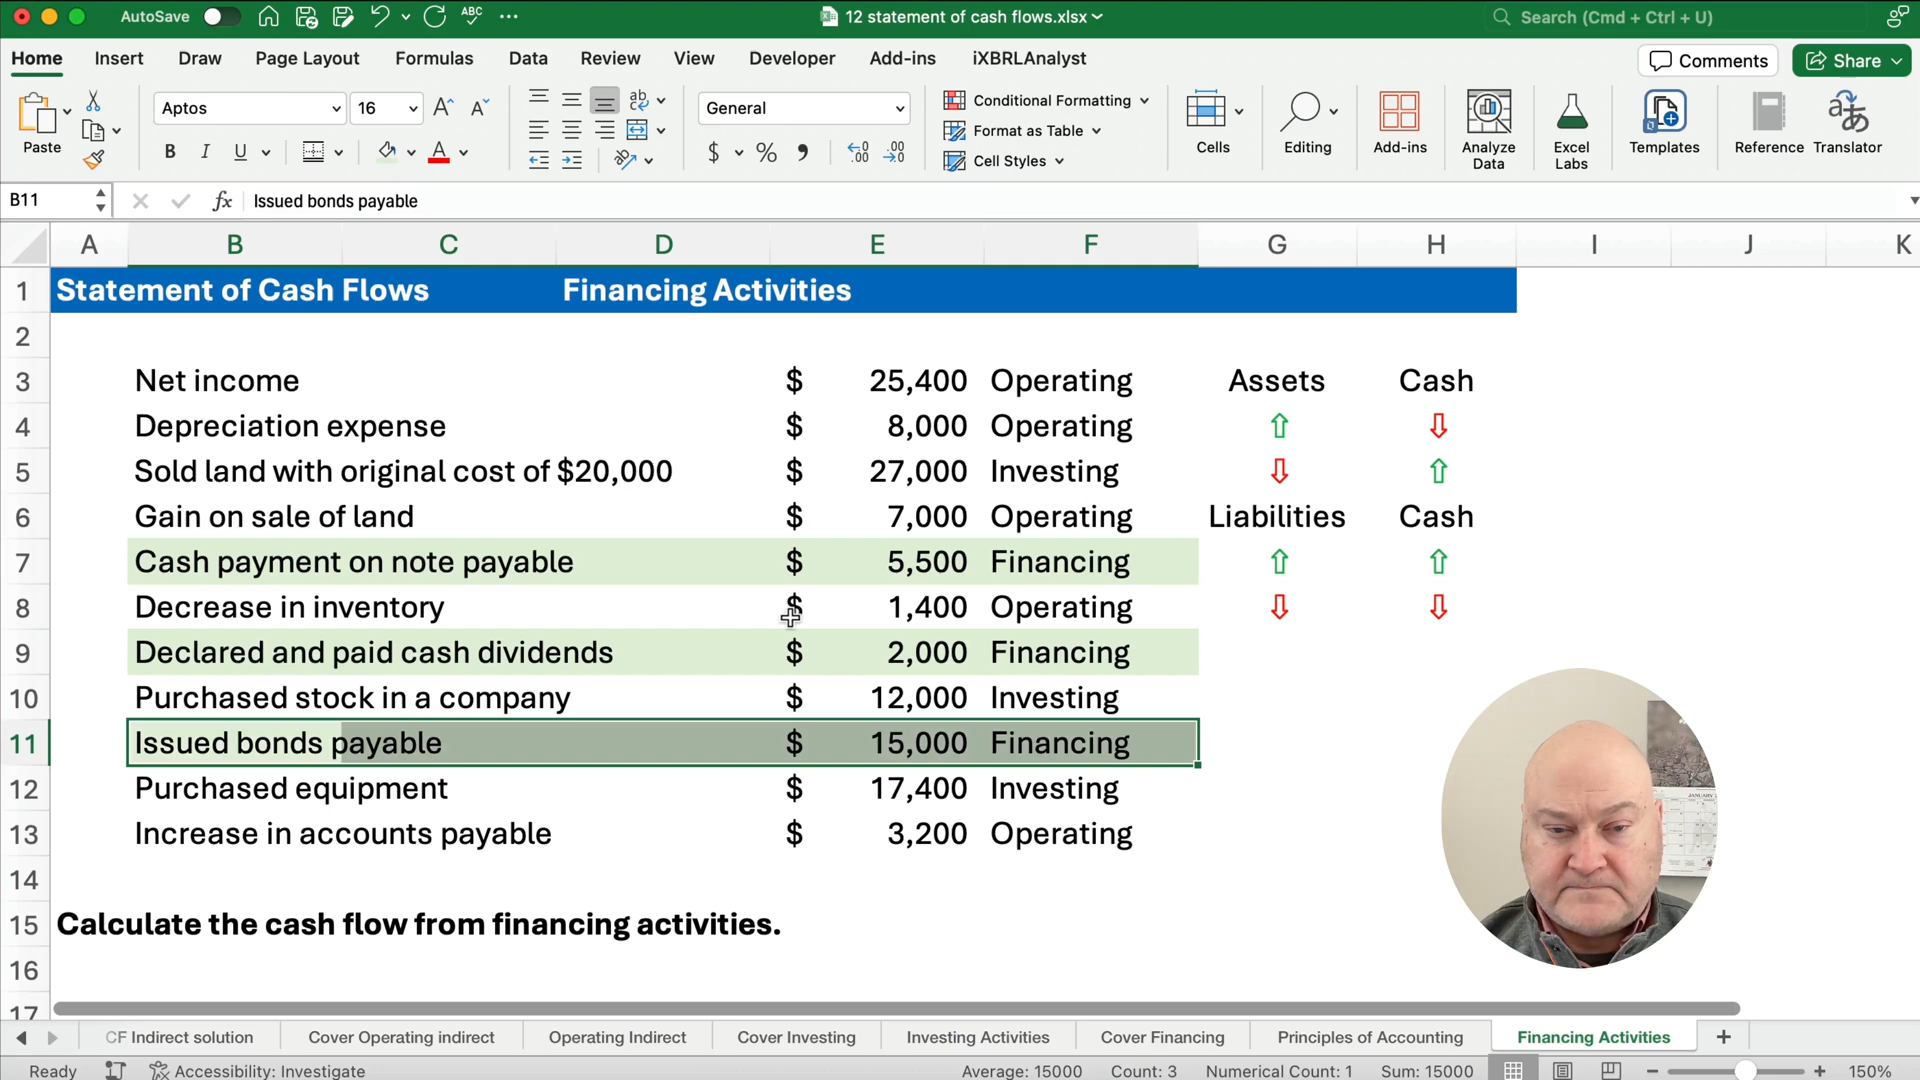 AutoSave
ABC
12 statement of cash flows.xlsx
Search (Cmd + Ctrl + U)
Home Insert Draw Page Layout Formulas Data Review View Developer Add-ins iXBRLAnalyst
Comments Share
Paste
Aptos 16 A A
B I U A
General
$ % 9
Conditional Formatting
Format as Table
Cell Styles
Cells
Editing
Add-ins
Analyze Data
Excel Labs
Templates
Reference
Translator
B11 fx Issued bonds payable
A B C D E F G H I J K
1 Statement of Cash Flows Financing Activities
2
3 Net income $ 25,400 Operating Assets Cash
4 Depreciation expense $ 8,000 Operating
5 Sold land with original cost of $20,000 $ 27,000 Investing
6 Gain on sale of land $ 7,000 Operating Liabilities Cash
7 Cash payment on note payable $ 5,500 Financing
8 Decrease in inventory $ 1,400 Operating
9 Declared and paid cash dividends $ 2,000 Financing
10 Purchased stock in a company $ 12,000 Investing
11 Issued bonds payable $ 15,000 Financing
12 Purchased equipment $ 17,400 Investing
13 Increase in accounts payable $ 3,200 Operating
14
15 Calculate the cash flow from financing activities.
16
17
CF Indirect solution Cover Operating indirect Operating Indirect Cover Investing Investing Activities Cover Financing Principles of Accounting Financing Activities
Ready Accessibility: Investigate Average: 15000 Count: 3 Numerical Count: 1 Sum: 15000 150%